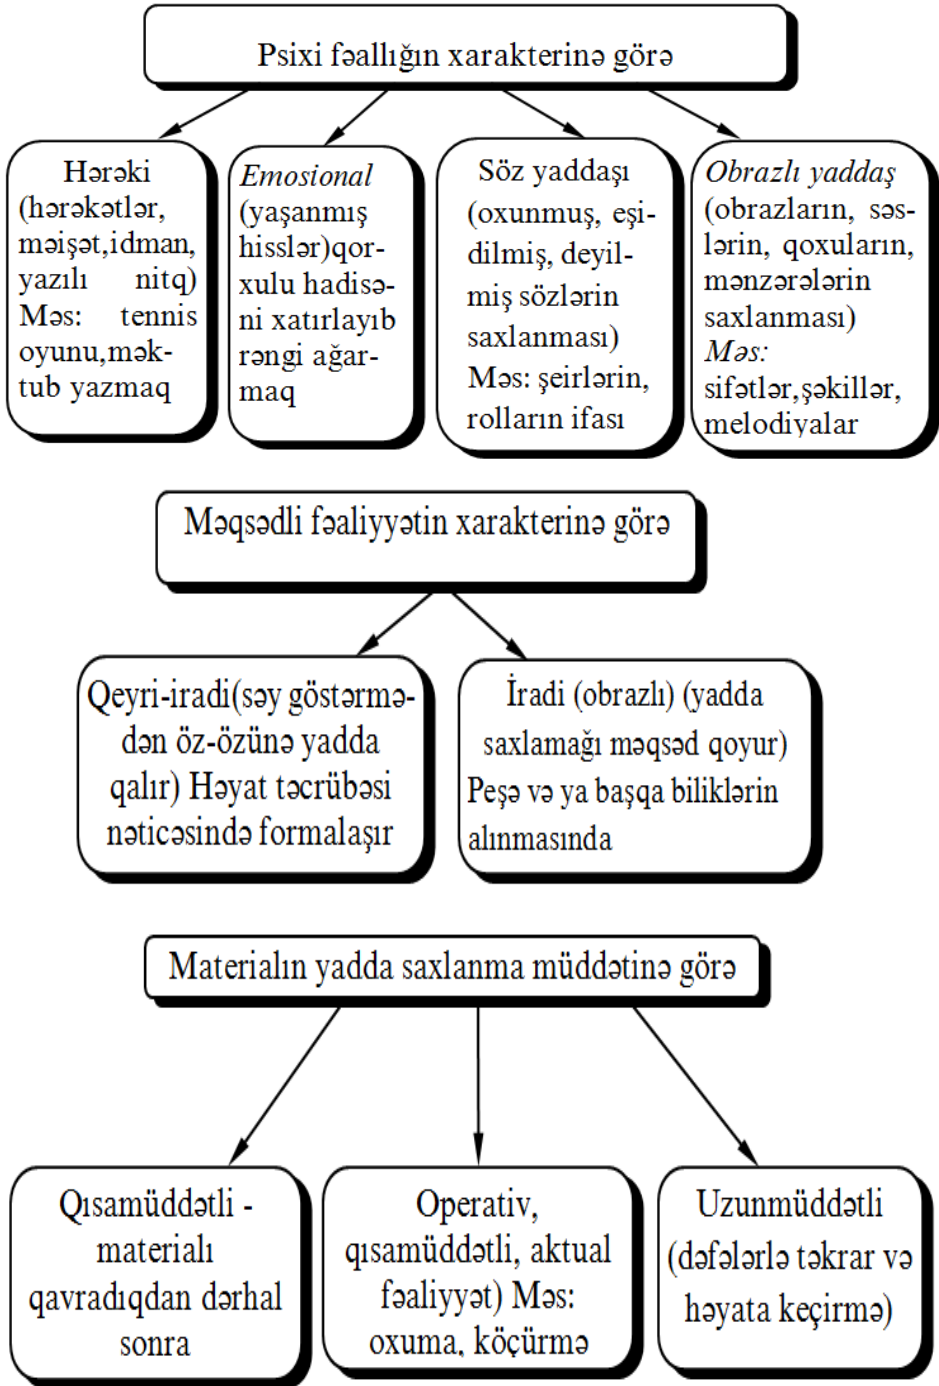 Psixi fəallığın xarakterinə görə
Hərəki
(hərəkətlər,
məişət,idman,
yazılı nitq)
Məs: tennis
oyunu,mək-
tub yazmaq
Emosional
(yaşanmış
hisslər)qor-
xulu hadisə-
ni xatırlayıb
rəngi ağar-
maq
Söz yaddaşı
(oxunmuş, eşi-
dilmiş, deyil-
miş sözlərin
saxlanması)
Məs: şeirlərin,
rolların ifası
Obrazlı yaddaş
(obrazların, səs-
lərin, qoxuların,
mənzərələrin
saxlanması)
Məs:
sifətlər,şəkillər,
melodiyalar
Məqsədli fəaliyyətin xarakterinə görə
Qeyri-iradi(səy göstərmə-
dən öz-özünə yadda
qalır) Həyat təcrübəsi
nəticəsində formalaşır
İradi (obrazlı) (yadda
saxlamağı məqsəd qoyur)
Peşə və ya başqa biliklərin
alınmasında
Materialın yadda saxlanma müddətinə görə
Qısamüddətli -
materialı
qavradıqdan dərhal
sonra
Operativ,
qısamüddətli, aktual
fəaliyyət) Məs:
oxuma, köçürmə
Uzunmüddətli
(dəfələrlə təkrar və
həyata keçirmə)